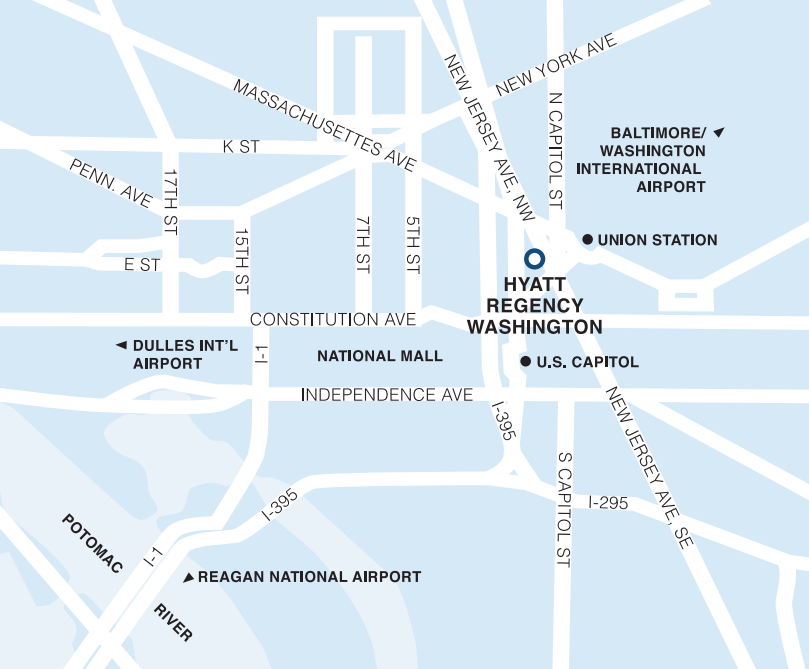 NEW YORK AVE
NEW JERSEY AVE, NW
MASSACHUSETTES AVE
N CAPITOL ST
BALTIMORE/
WASHINGTON
INTERNATIONAL
AIRPORT
K ST
PENN. AVE
17TH ST
15TH ST
7TH ST
5TH ST
UNION STATION
E ST
HYATT
REGENCY
WASHINGTON
CONSTITUTION AVE
DULLES INT'L
AIRPORT
I-1
NATIONAL MALL
U.S. CAPITOL
INDEPENDENCE AVE
I-395
NEW JERSEY AVE, SE
S CAPITOL ST
I-395
I-295
POTOMAC
RIVER
I-1
REAGAN NATIONAL AIRPORT